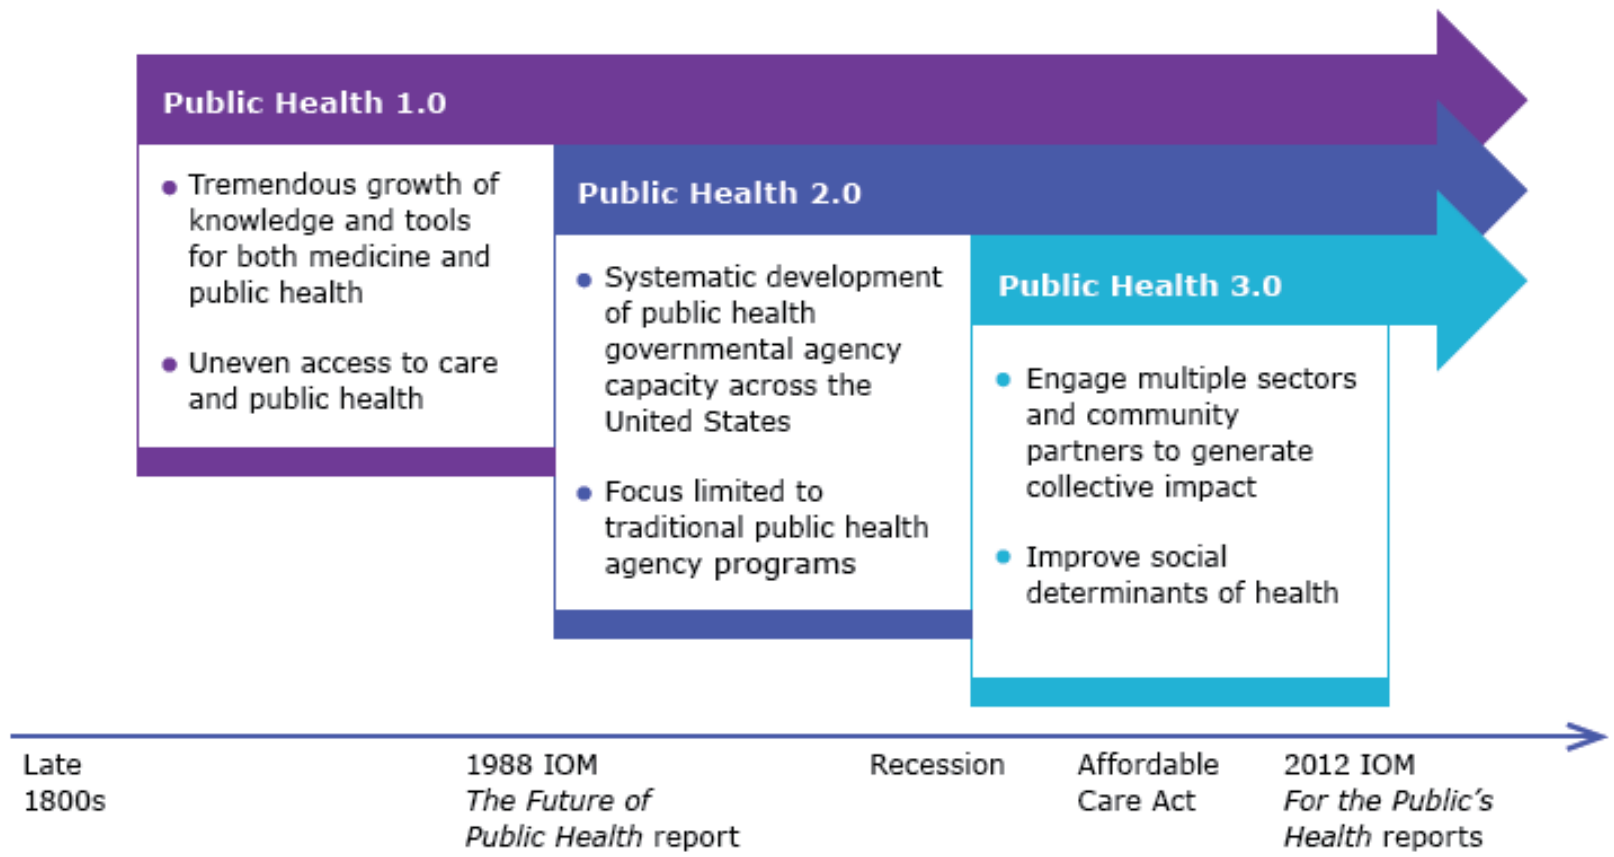 Public Health 1.0
• Tremendous growth of
knowledge and tools
for both medicine and
public health
• Uneven access to care
and public health
Public Health 2.0
• Systematic development
of public health
governmental agency
capacity across the
United States
• Focus limited to
traditional public health
agency programs
Public Health 3.0
• Engage multiple sectors
and community
partners to generate
collective impact
• Improve social
determinants of health
Late
1800s
1988 IOM
The Future of
Public Health report
Recession
Affordable
Care Act
2012 IOM
For the Public’s
Health reports